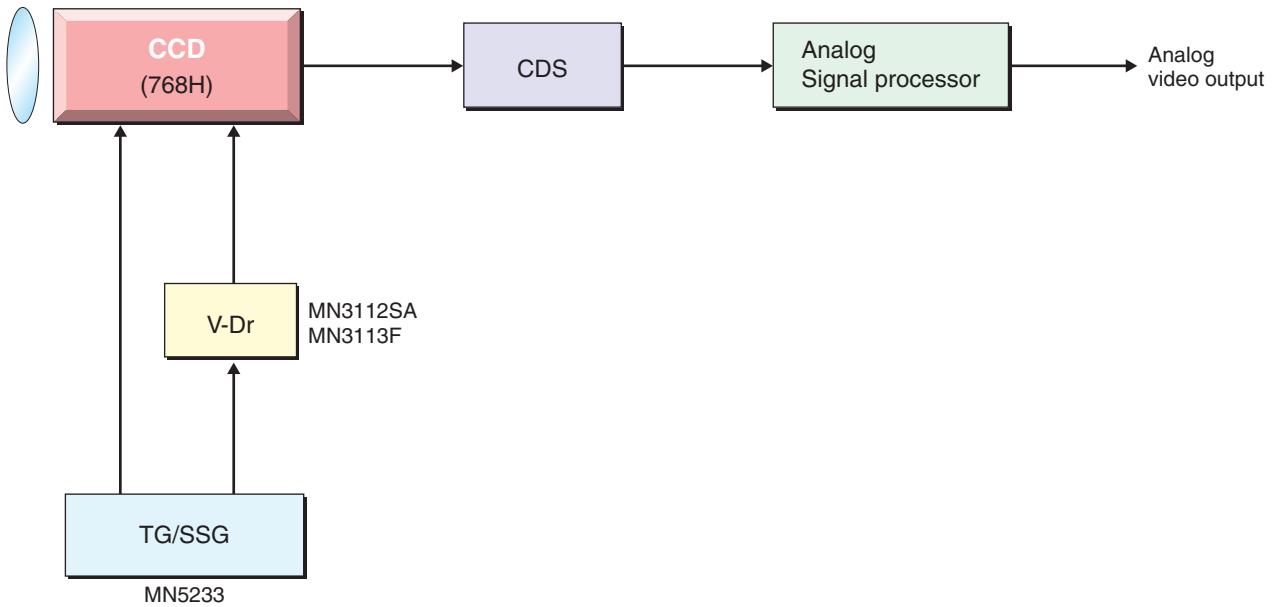 CCD
(768H)
CDS
Analog
Signal processor
Analog
video output
V-Dr
MN3112SA
MN3113F
TG/SSG
MN5233